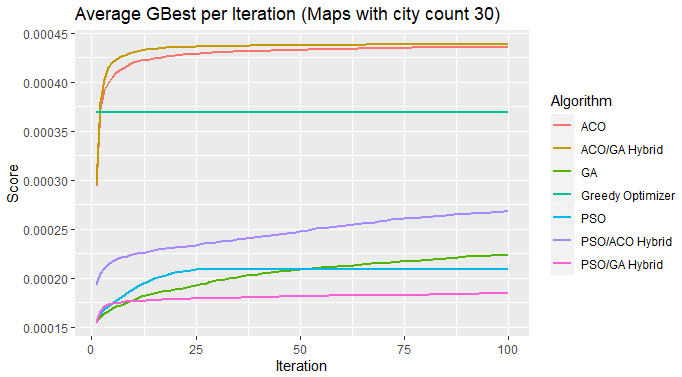 Average GBest per Iteration (Maps with city count 30)
Score
0.00045
0.00040
0.00035
0.00030
0.00025
0.00020
0.00015
0
25
50
75
100
Iteration
Algorithm
ACO
ACO/GA Hybrid
GA
Greedy Optimizer
PSO
PSO/ACO Hybrid
PSO/GA Hybrid